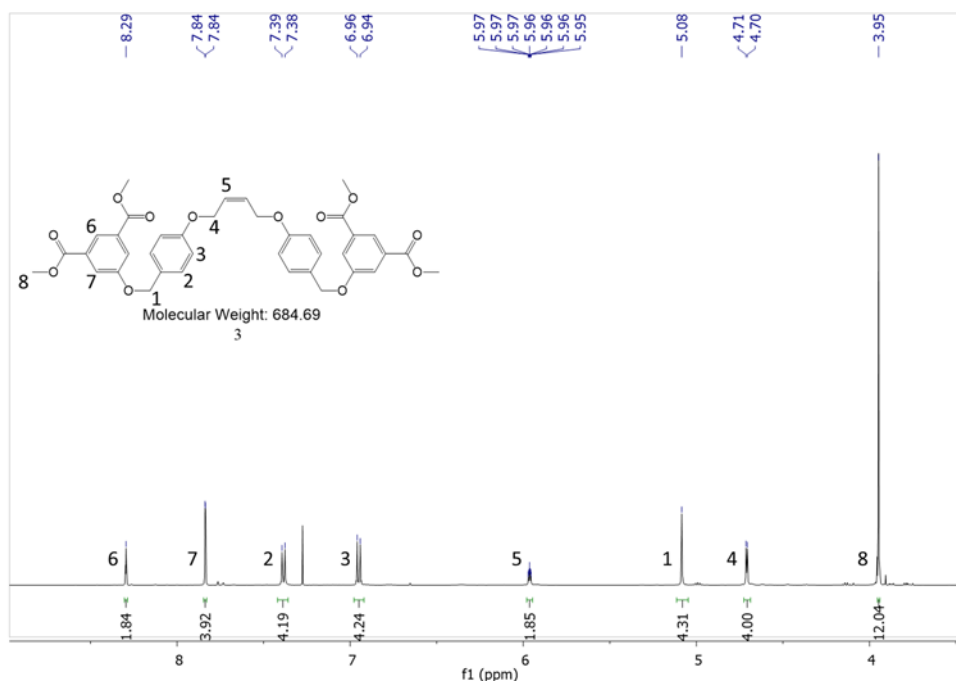 8.29 7.84 7.84 7.39 7.38 6.96 6.94 5.97 5.97 5.97 5.96 5.96 5.96 5.95 5.08 4.71 4.70 3.95
O O O O O O
5
6 O O 4 O O
O 3 O
8 O 7 2 O
O 1 O
Molecular Weight: 684.69
3
6 7 2 3 5 1 4 8
1.84 3.92 4.19 4.24 1.85 4.31 4.00 12.04
8 7 6 5 4
f1 (ppm)